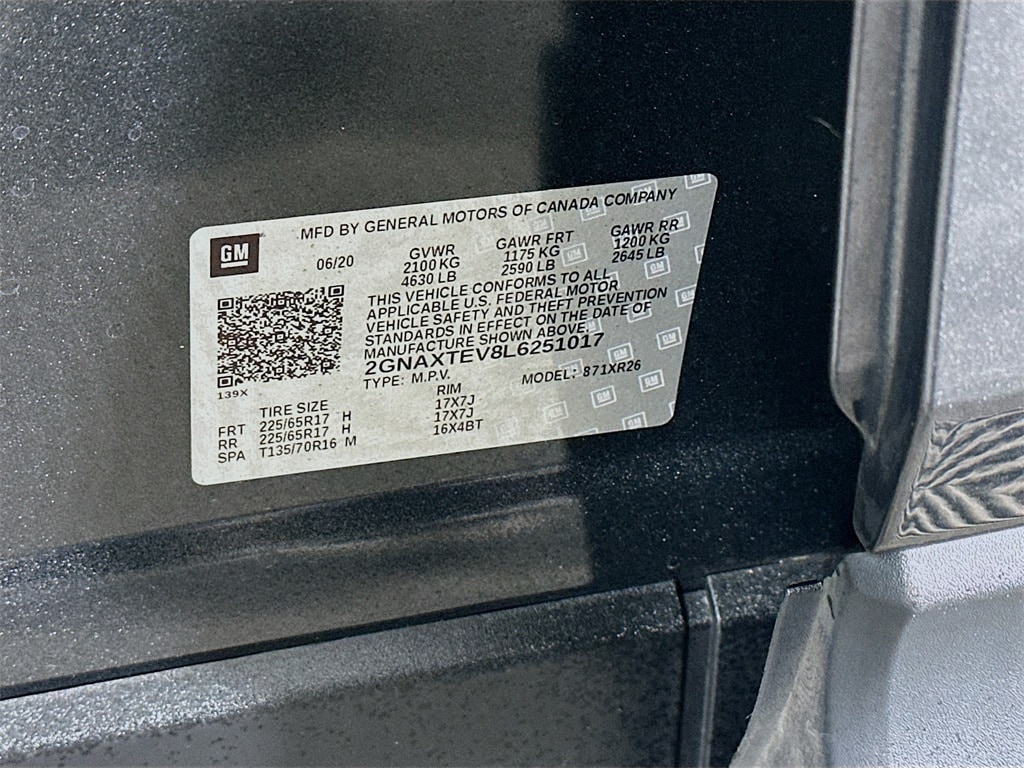 MFD BY GENERAL MOTORS OF CANADA COMPANY
GM
06/20
GVWR GAWR FRT GAWR RR
2100 KG 1175 KG 1200 KG
4630 LB 2590 LB 2645 LB
THIS VEHICLE CONFORMS TO ALL
APPLICABLE U.S. FEDERAL MOTOR
VEHICLE SAFETY AND THEFT PREVENTION
STANDARDS IN EFFECT ON THE DATE OF
MANUFACTURE SHOWN ABOVE.
2GNAXTEV8L6251017
TYPE: M.P.V. MODEL: 871XR26
139X
TIRE SIZE RIM
FRT 225/65R17 H 17X7J
RR 225/65R17 H 17X7J
SPA T135/70R16 M 16X4BT